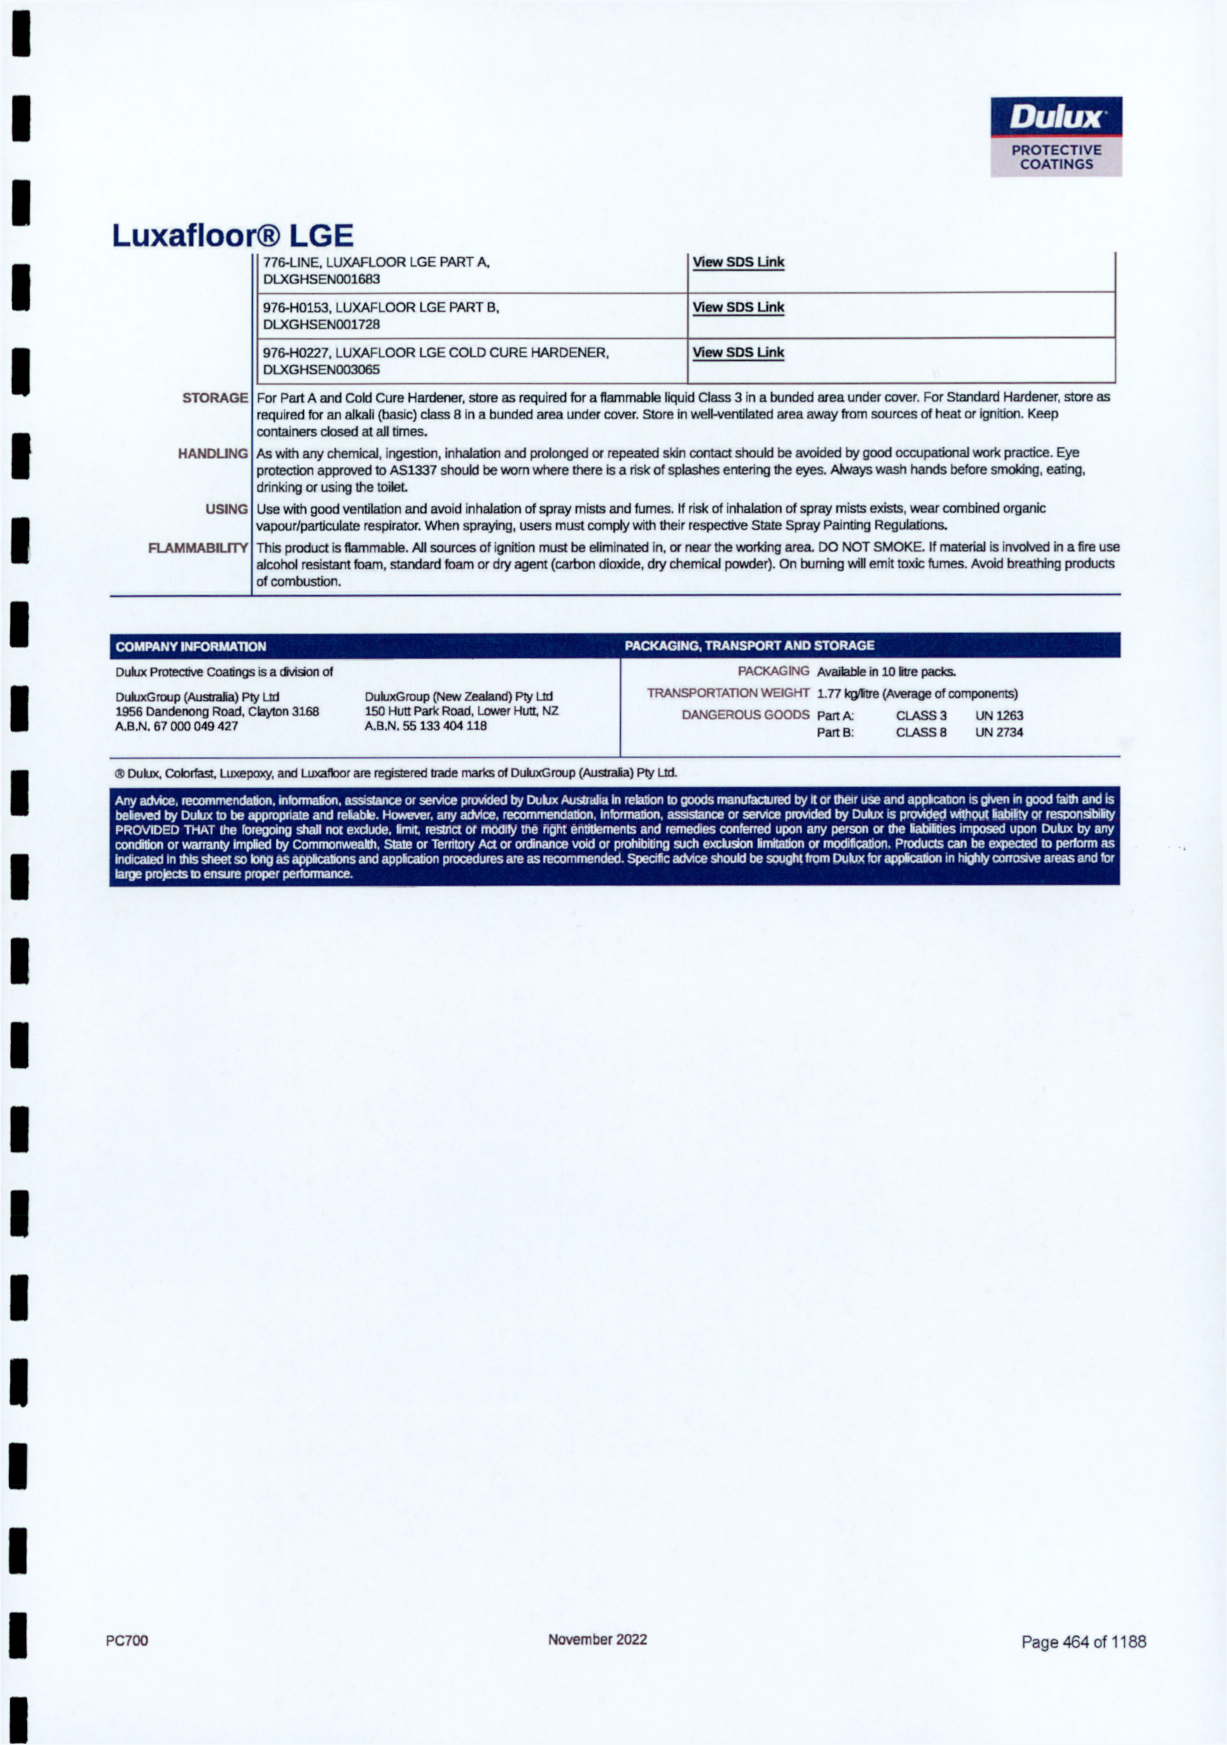 Dulux
PROTECTIVE
COATINGS
Luxafloor® LGE
776-LINE, LUXAFLOOR LGE PART A, View SDS Link
DLXGHSEN001683
976-H0153, LUXAFLOOR LGE PART B, View SDS Link
DLXGHSEN001728
976-H0227, LUXAFLOOR LGE COLD CURE HARDENER, View SDS Link
DLXGHSEN003065
STORAGE For Part A and Cold Cure Hardener, store as required for a flammable liquid Class 3 in a bunded area under cover. For Standard Hardener, store as
required for an alkali (basic) class 8 in a bunded area under cover. Store in well-ventilated area away from sources of heat or ignition. Keep
containers closed at all times.
HANDLING As with any chemical, ingestion, inhalation and prolonged or repeated skin contact should be avoided by good occupational work practice. Eye
protection approved to AS1337 should be worn where there is a risk of splashes entering the eyes. Always wash hands before smoking, eating,
drinking or using the toilet.
USING Use with good ventilation and avoid inhalation of spray mists and fumes. If risk of inhalation of spray mists exists, wear combined organic
vapour/particulate respirator. When spraying, users must comply with their respective State Spray Painting Regulations.
FLAMMABILITY This product is flammable. All sources of ignition must be eliminated in, or near the working area. DO NOT SMOKE. If material is involved in a fire use
alcohol resistant foam, standard foam or dry agent (carbon dioxide, dry chemical powder). On burning will emit toxic fumes. Avoid breathing products
of combustion.
COMPANY INFORMATION
Dulux Protective Coatings is a division of
DuluxGroup (Australia) Pty Ltd
1956 Dandenong Road, Clayton 3168
A.B.N. 67 000 049 427
DuluxGroup (New Zealand) Pty Ltd
150 Hutt Park Road, Lower Hutt, NZ
A.B.N. 55 133 404 118
PACKAGING, TRANSPORT AND STORAGE
PACKAGING Available in 10 litre packs.
TRANSPORTATION WEIGHT 1.77 kg/litre (Average of components)
DANGEROUS GOODS Part A: CLASS 3 UN 1263
Part B: CLASS 8 UN 2734
® Dulux, Colorfast, Luxepoxy, and Luxafloor are registered trade marks of DuluxGroup (Australia) Pty Ltd.
Any advice, recommendation, information, assistance or service provided by Dulux Australia in relation to goods manufactured by it or their use and application is given in good faith and is
believed by Dulux to be appropriate and reliable. However, any advice, recommendation, information, assistance or service provided by Dulux is provided without liability or responsibility
PROVIDED THAT the foregoing shall not exclude, limit, restrict or modify the right entitlements and remedies conferred upon any person or the liabilities imposed upon Dulux by any
condition or warranty implied by Commonwealth, State or Territory Act or ordinance void or prohibiting such exclusion limitation or modification. Products can be expected to perform as
indicated in this sheet so long as applications and application procedures are as recommended. Specific advice should be sought from Dulux for application in highly corrosive areas and for
large projects to ensure proper performance.
PC700
November 2022
Page 464 of 1188